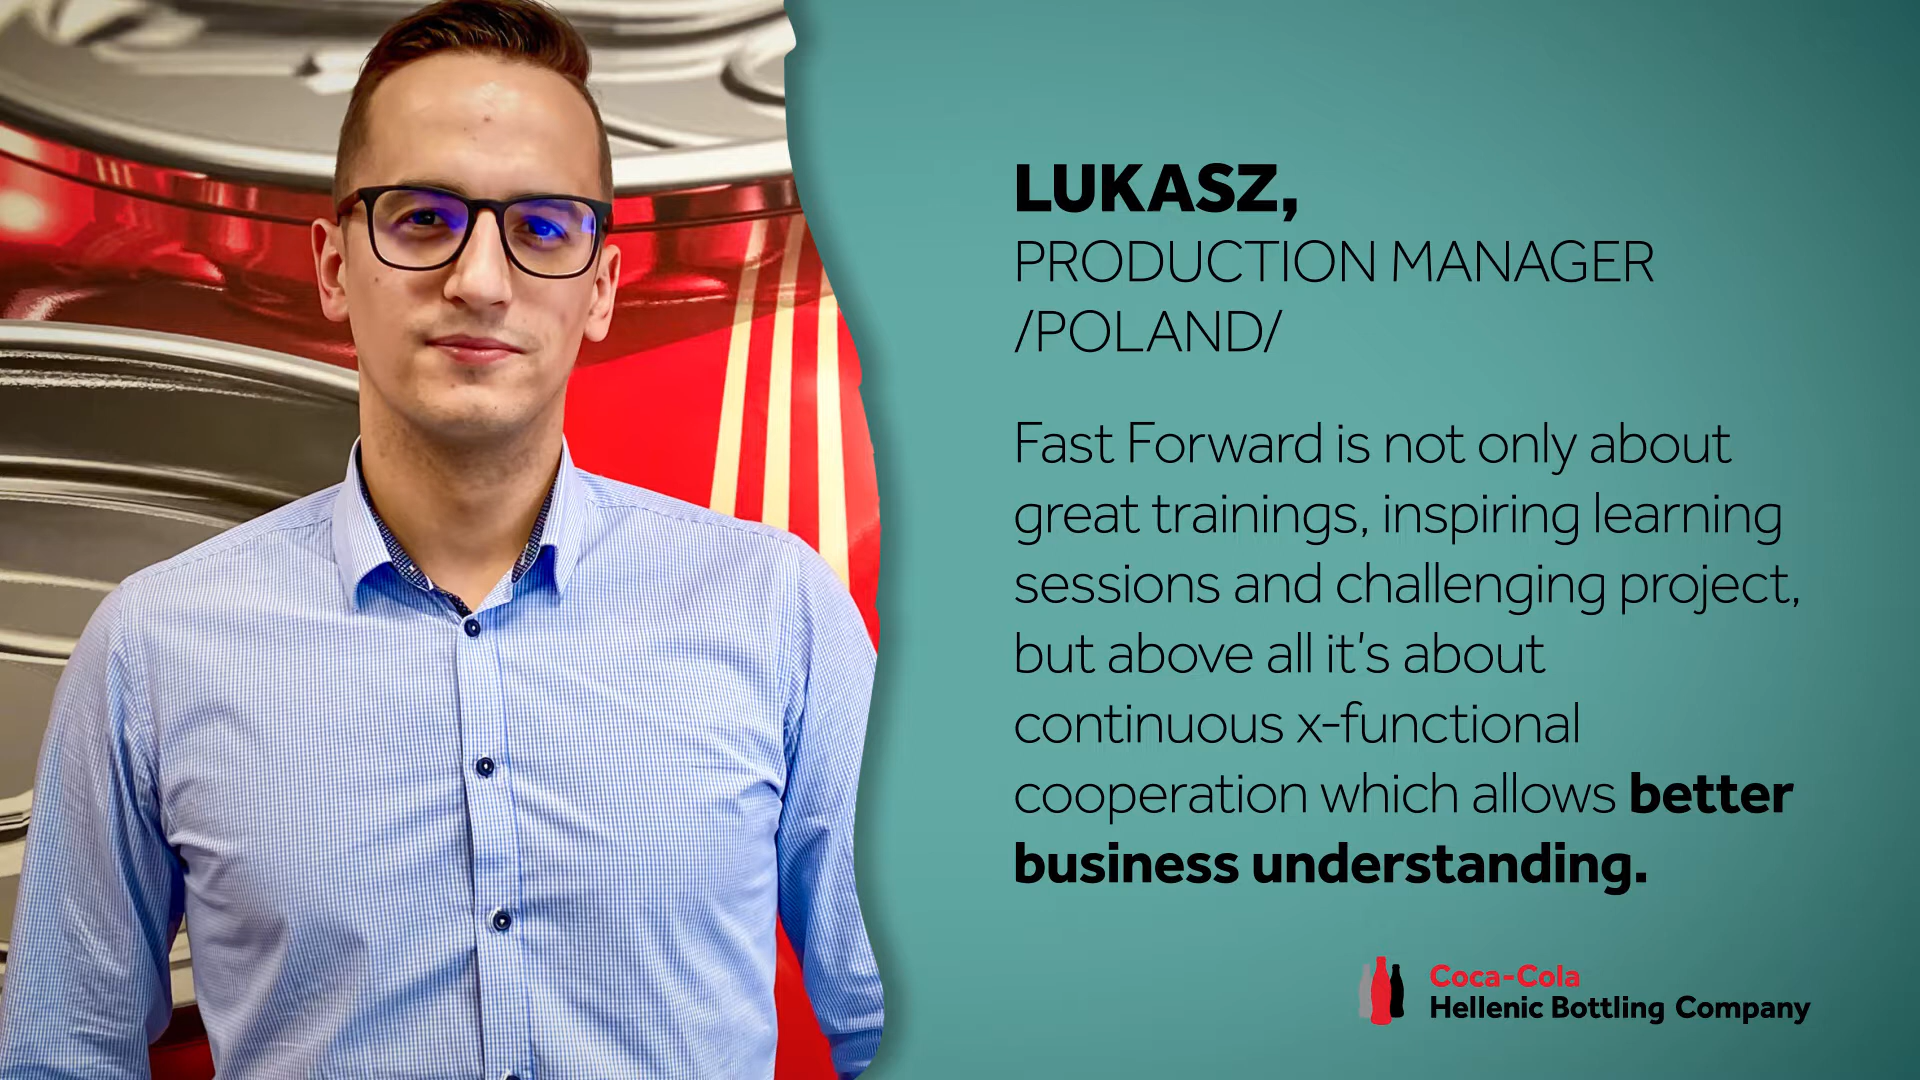 LUKASZ,
PRODUCTION MANAGER
/POLAND/
Fast Forward is not only about
great trainings, inspiring learning
sessions and challenging project,
but above all it's about
continuous x-functional
cooperation which allows better
business understanding.
Coca-Cola
Hellenic Bottling Company